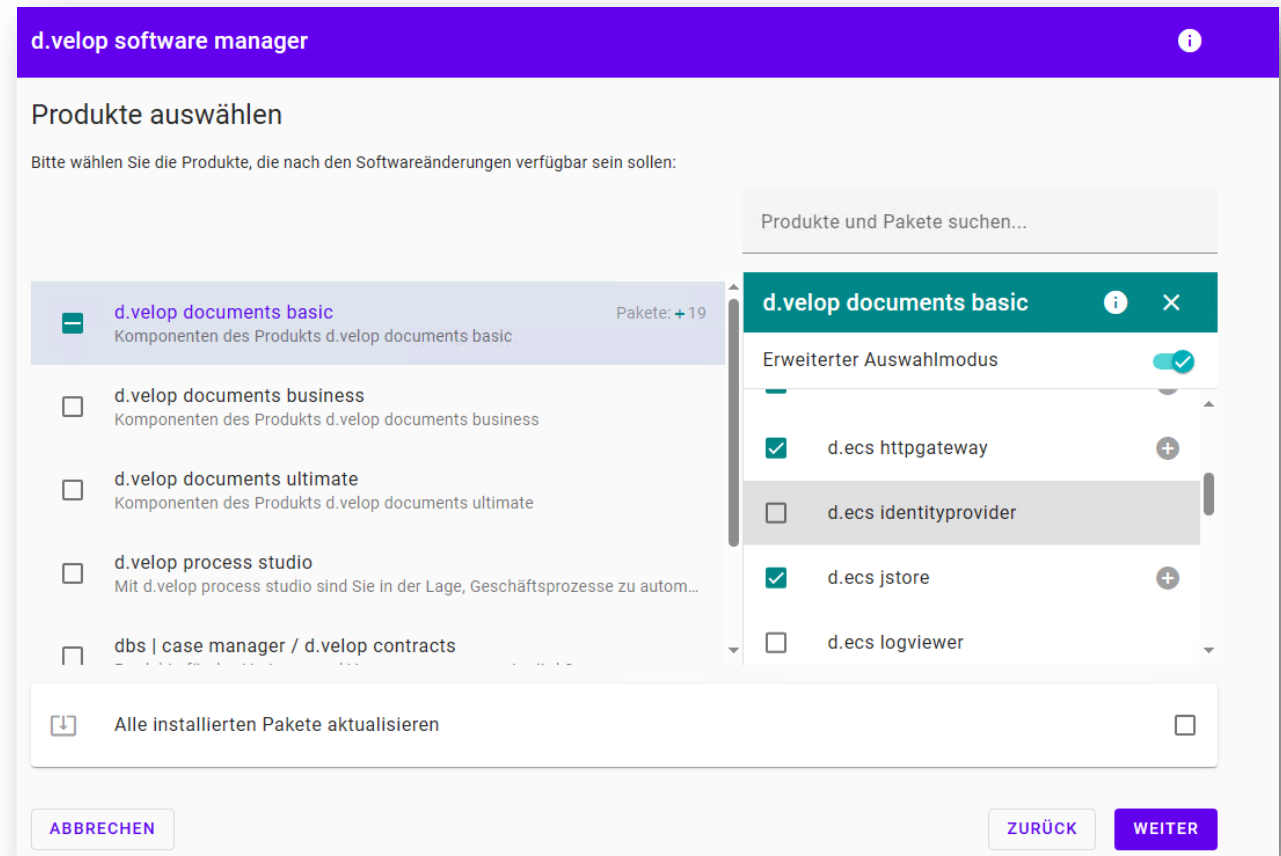 d.velop software manager
Produkte auswählen
Bitte wählen Sie die Produkte, die nach den Softwareänderungen verfügbar sein sollen:
Produkte und Pakete suchen...
d.velop documents basic
Pakete: + 19
Komponenten des Produkts d.velop documents basic
d.velop documents business
Komponenten des Produkts d.velop documents business
d.velop documents ultimate
Komponenten des Produkts d.velop documents ultimate
d.velop process studio
Mit d.velop process studio sind Sie in der Lage, Geschäftsprozesse zu autom...
dbs | case manager / d.velop contracts
d.velop documents basic
Erweiterter Auswahlmodus
d.ecs httpgateway
d.ecs identityprovider
d.ecs jstore
d.ecs logviewer
Alle installierten Pakete aktualisieren
ABBRECHEN
ZURÜCK
WEITER